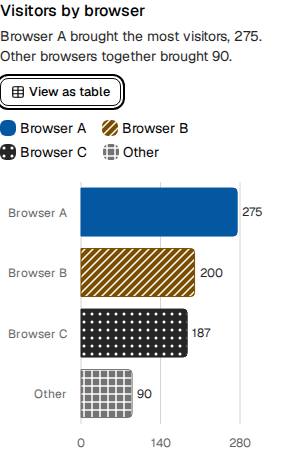 Visitors by browser
Browser A brought the most visitors, 275.
Other browsers together brought 90.
View as table
Browser A Browser B
Browser C Other
Browser A 275
Browser B 200
Browser C 187
Other 90
0 140 280